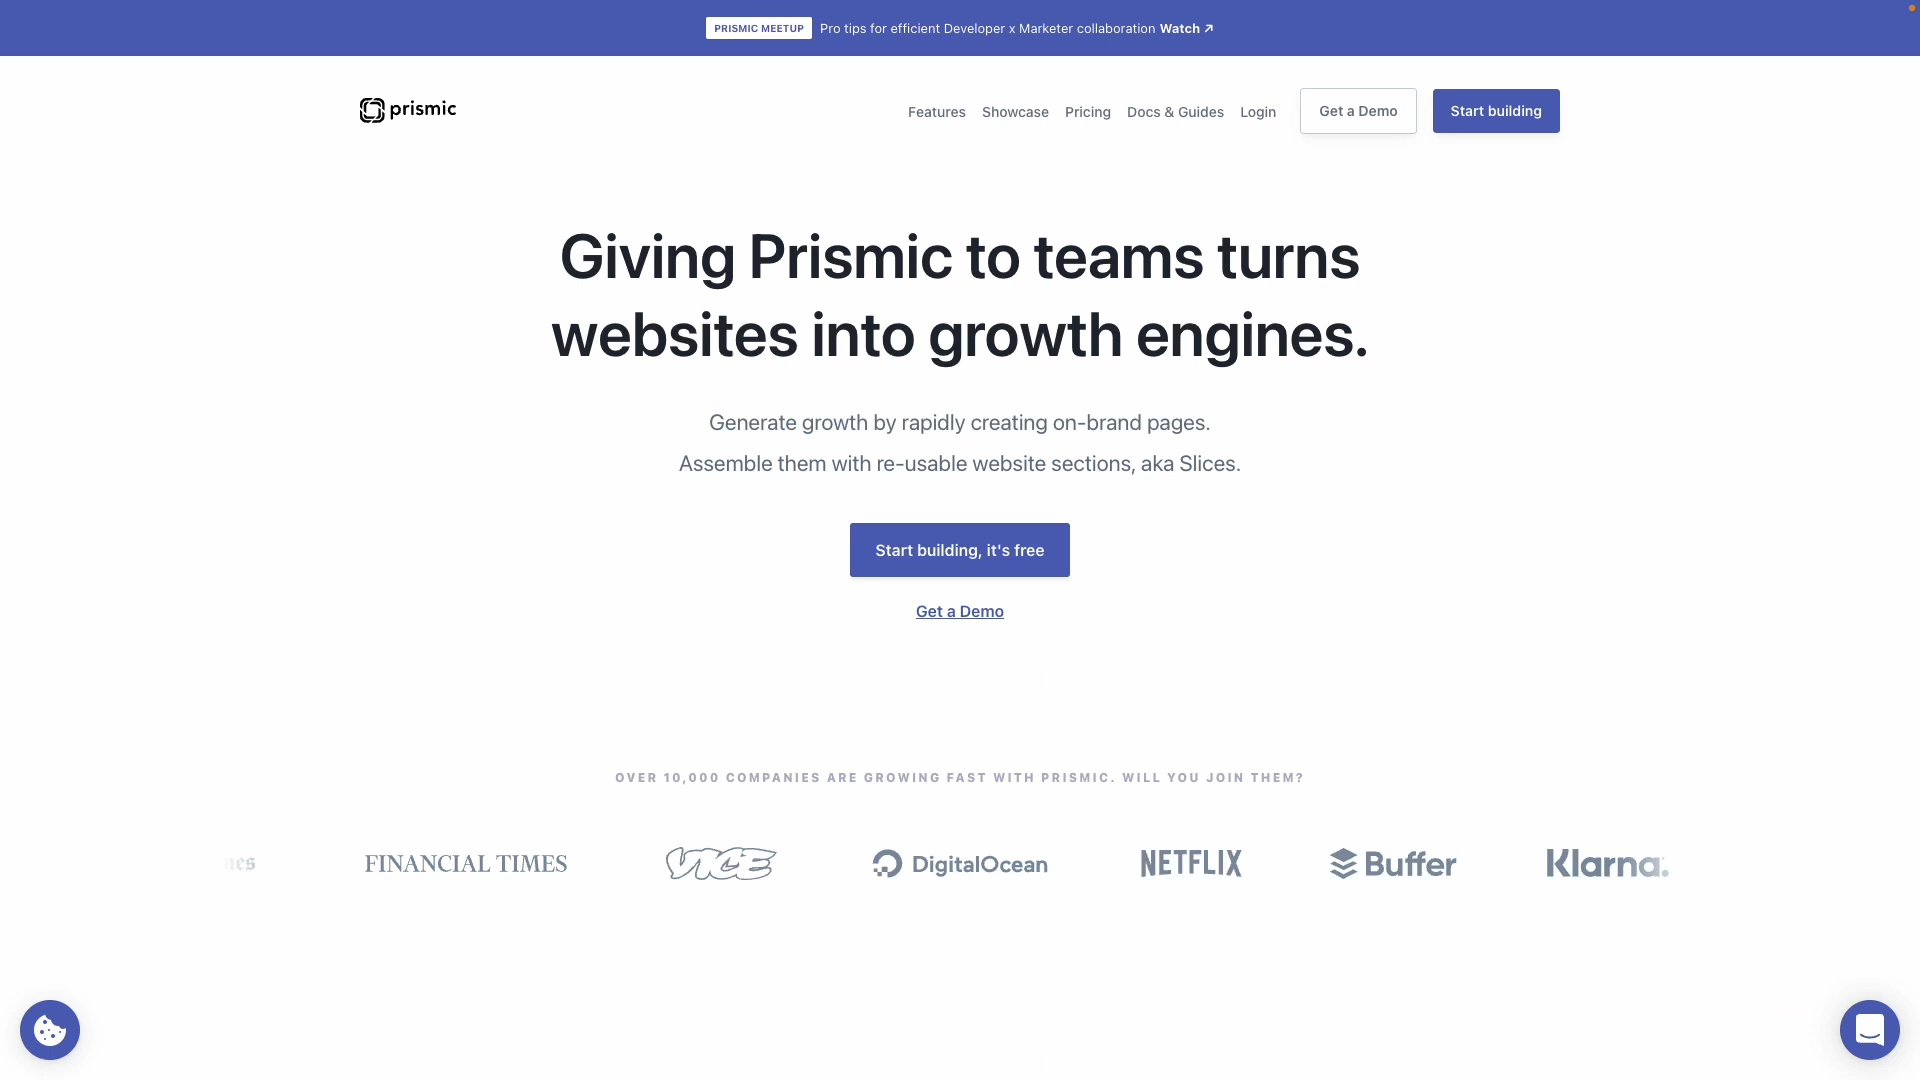 PRISMIC MEETUP Pro tips for efficient Developer x Marketer collaboration Watch ↗
prismic Features Showcase Pricing Docs & Guides Login Get a Demo Start building
Giving Prismic to teams turns
websites into growth engines.
Generate growth by rapidly creating on-brand pages.
Assemble them with re-usable website sections, aka Slices.
Start building, it's free
Get a Demo
OVER 10,000 COMPANIES ARE GROWING FAST WITH PRISMIC. WILL YOU JOIN THEM?
FINANCIAL TIMES VICE DigitalOcean NETFLIX Buffer Klarna.